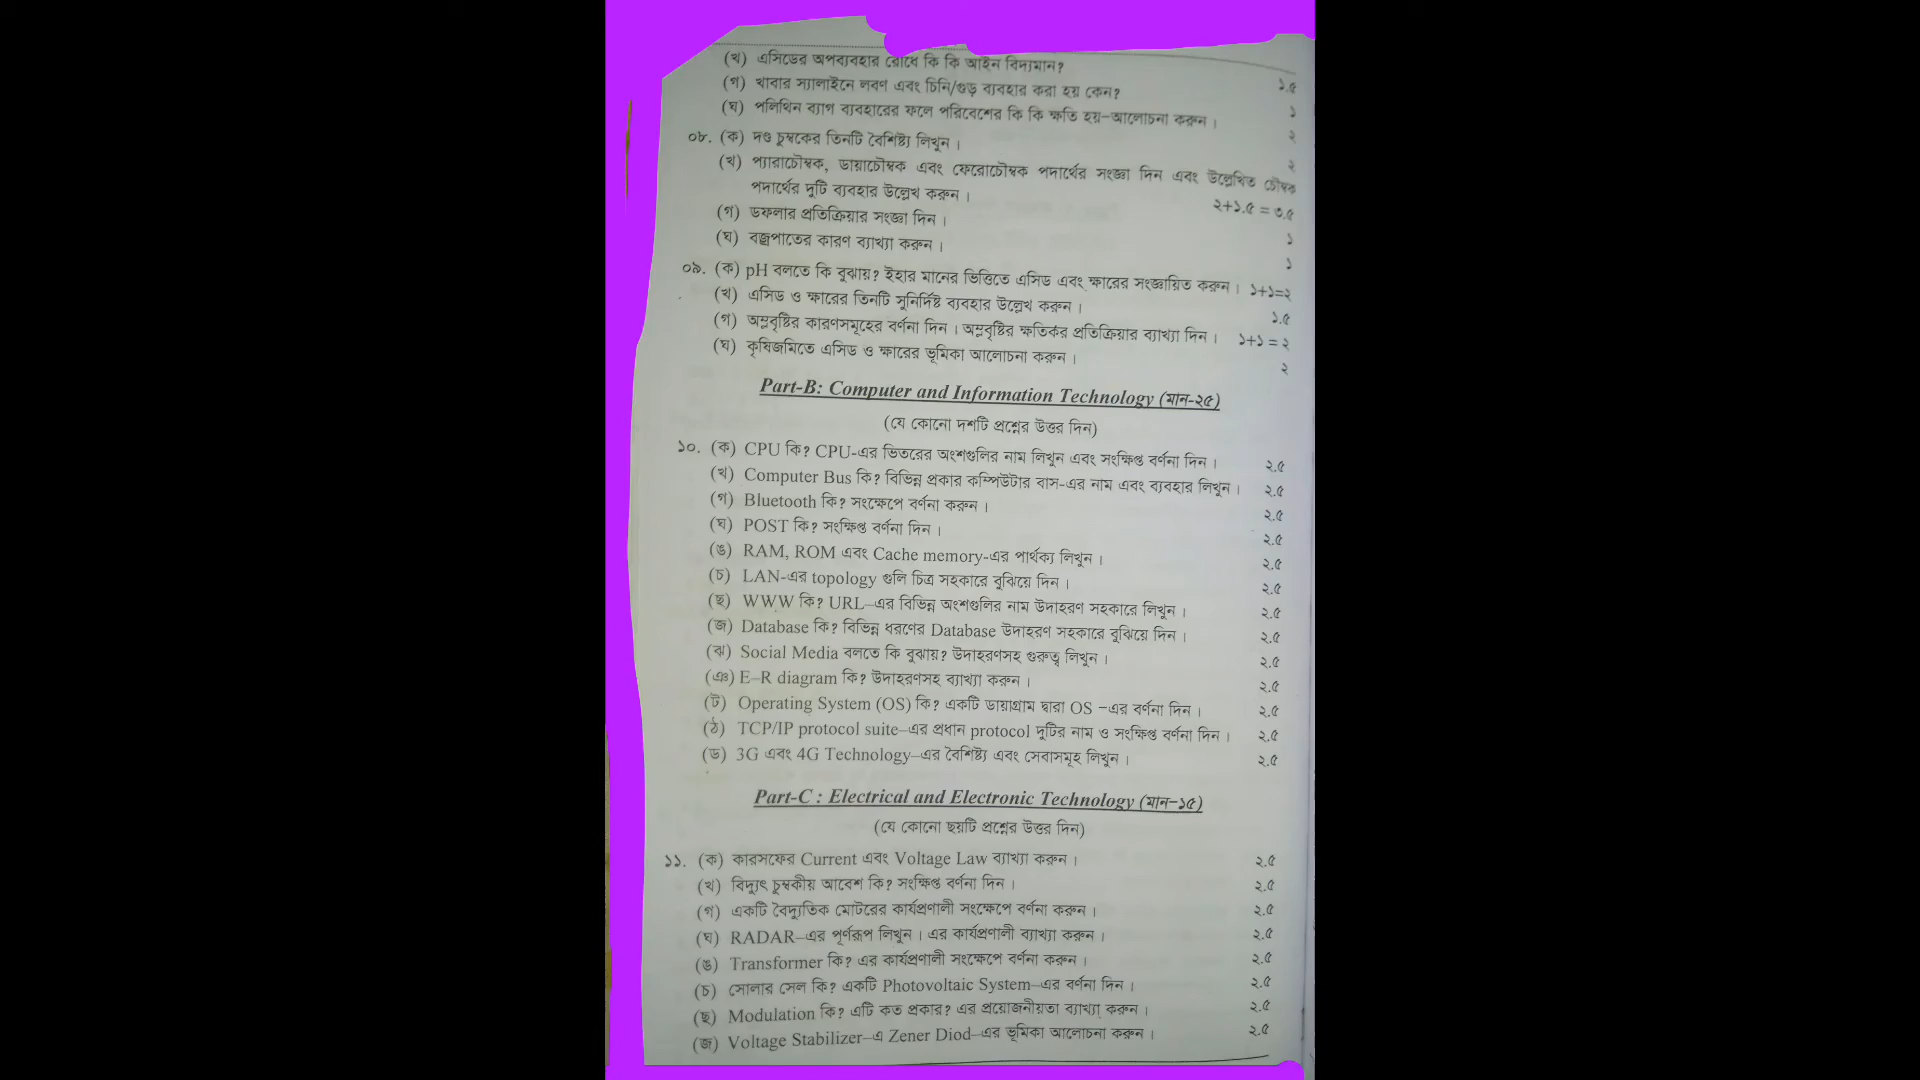 (খ) এসিডের অপব্যবহার রোধে কি কি আইন বিদ্যমান? ১.৫
(গ) খাবার স্যালাইনে লবণ এবং চিনি/গুড় ব্যবহার করা হয় কেন? ১
(ঘ) পলিথিন ব্যাগ ব্যবহারের ফলে পরিবেশের কি কি ক্ষতি হয়–আলোচনা করুন। ২
০৮. (ক) দণ্ড চুম্বকের তিনটি বৈশিষ্ট্য লিখুন। ২
(খ) প্যারাচৌম্বক, ডায়াচৌম্বক এবং ফেরোচৌম্বক পদার্থের সংজ্ঞা দিন এবং উল্লেখিত চৌম্বক
পদার্থের দুটি ব্যবহার উল্লেখ করুন। ২+১.৫ = ৩.৫
(গ) ডফলার প্রতিক্রিয়ার সংজ্ঞা দিন। ১
(ঘ) বজ্রপাতের কারণ ব্যাখ্যা করুন। ১
০৯. (ক) pH বলতে কি বুঝায়? ইহার মানের ভিত্তিতে এসিড এবং ক্ষারের সংজ্ঞায়িত করুন। ১+১=২
(খ) এসিড ও ক্ষারের তিনটি সুনির্দিষ্ট ব্যবহার উল্লেখ করুন। ১.৫
(গ) অম্লবৃষ্টির কারণসমূহের বর্ণনা দিন। অম্লবৃষ্টির ক্ষতিকর প্রতিক্রিয়ার ব্যাখ্যা দিন। ১+১ = ২
(ঘ) কৃষিজমিতে এসিড ও ক্ষারের ভূমিকা আলোচনা করুন। ২
Part-B: Computer and Information Technology (মান-২৫)
(যে কোনো দশটি প্রশ্নের উত্তর দিন)
১০. (ক) CPU কি? CPU-এর ভিতরের অংশগুলির নাম লিখুন এবং সংক্ষিপ্ত বর্ণনা দিন। ২.৫
(খ) Computer Bus কি? বিভিন্ন প্রকার কম্পিউটার বাস-এর নাম এবং ব্যবহার লিখুন। ২.৫
(গ) Bluetooth কি? সংক্ষেপে বর্ণনা করুন। ২.৫
(ঘ) POST কি? সংক্ষিপ্ত বর্ণনা দিন। ২.৫
(ঙ) RAM, ROM এবং Cache memory-এর পার্থক্য লিখুন। ২.৫
(চ) LAN-এর topology গুলি চিত্র সহকারে বুঝিয়ে দিন। ২.৫
(ছ) WWW কি? URL–এর বিভিন্ন অংশগুলির নাম উদাহরণ সহকারে লিখুন। ২.৫
(জ) Database কি? বিভিন্ন ধরণের Database উদাহরণ সহকারে বুঝিয়ে দিন। ২.৫
(ঝ) Social Media বলতে কি বুঝায়? উদাহরণসহ গুরুত্ব লিখুন। ২.৫
(ঞ) E–R diagram কি? উদাহরণসহ ব্যাখ্যা করুন। ২.৫
(ট) Operating System (OS) কি? একটি ডায়াগ্রাম দ্বারা OS –এর বর্ণনা দিন। ২.৫
(ঠ) TCP/IP protocol suite–এর প্রধান protocol দুটির নাম ও সংক্ষিপ্ত বর্ণনা দিন। ২.৫
(ড) 3G এবং 4G Technology–এর বৈশিষ্ট্য এবং সেবাসমূহ লিখুন। ২.৫
Part-C : Electrical and Electronic Technology (মান–১৫)
(যে কোনো ছয়টি প্রশ্নের উত্তর দিন)
১১. (ক) কারসফের Current এবং Voltage Law ব্যাখ্যা করুন। ২.৫
(খ) বিদ্যুৎ চুম্বকীয় আবেশ কি? সংক্ষিপ্ত বর্ণনা দিন। ২.৫
(গ) একটি বৈদ্যুতিক মোটরের কার্যপ্রণালী সংক্ষেপে বর্ণনা করুন। ২.৫
(ঘ) RADAR–এর পূর্ণরূপ লিখুন। এর কার্যপ্রণালী ব্যাখ্যা করুন। ২.৫
(ঙ) Transformer কি? এর কার্যপ্রণালী সংক্ষেপে বর্ণনা করুন। ২.৫
(চ) সোলার সেল কি? একটি Photovoltaic System–এর বর্ণনা দিন। ২.৫
(ছ) Modulation কি? এটি কত প্রকার? এর প্রয়োজনীয়তা ব্যাখ্যা করুন। ২.৫
(জ) Voltage Stabilizer–এ Zener Diod–এর ভূমিকা আলোচনা করুন। ২.৫